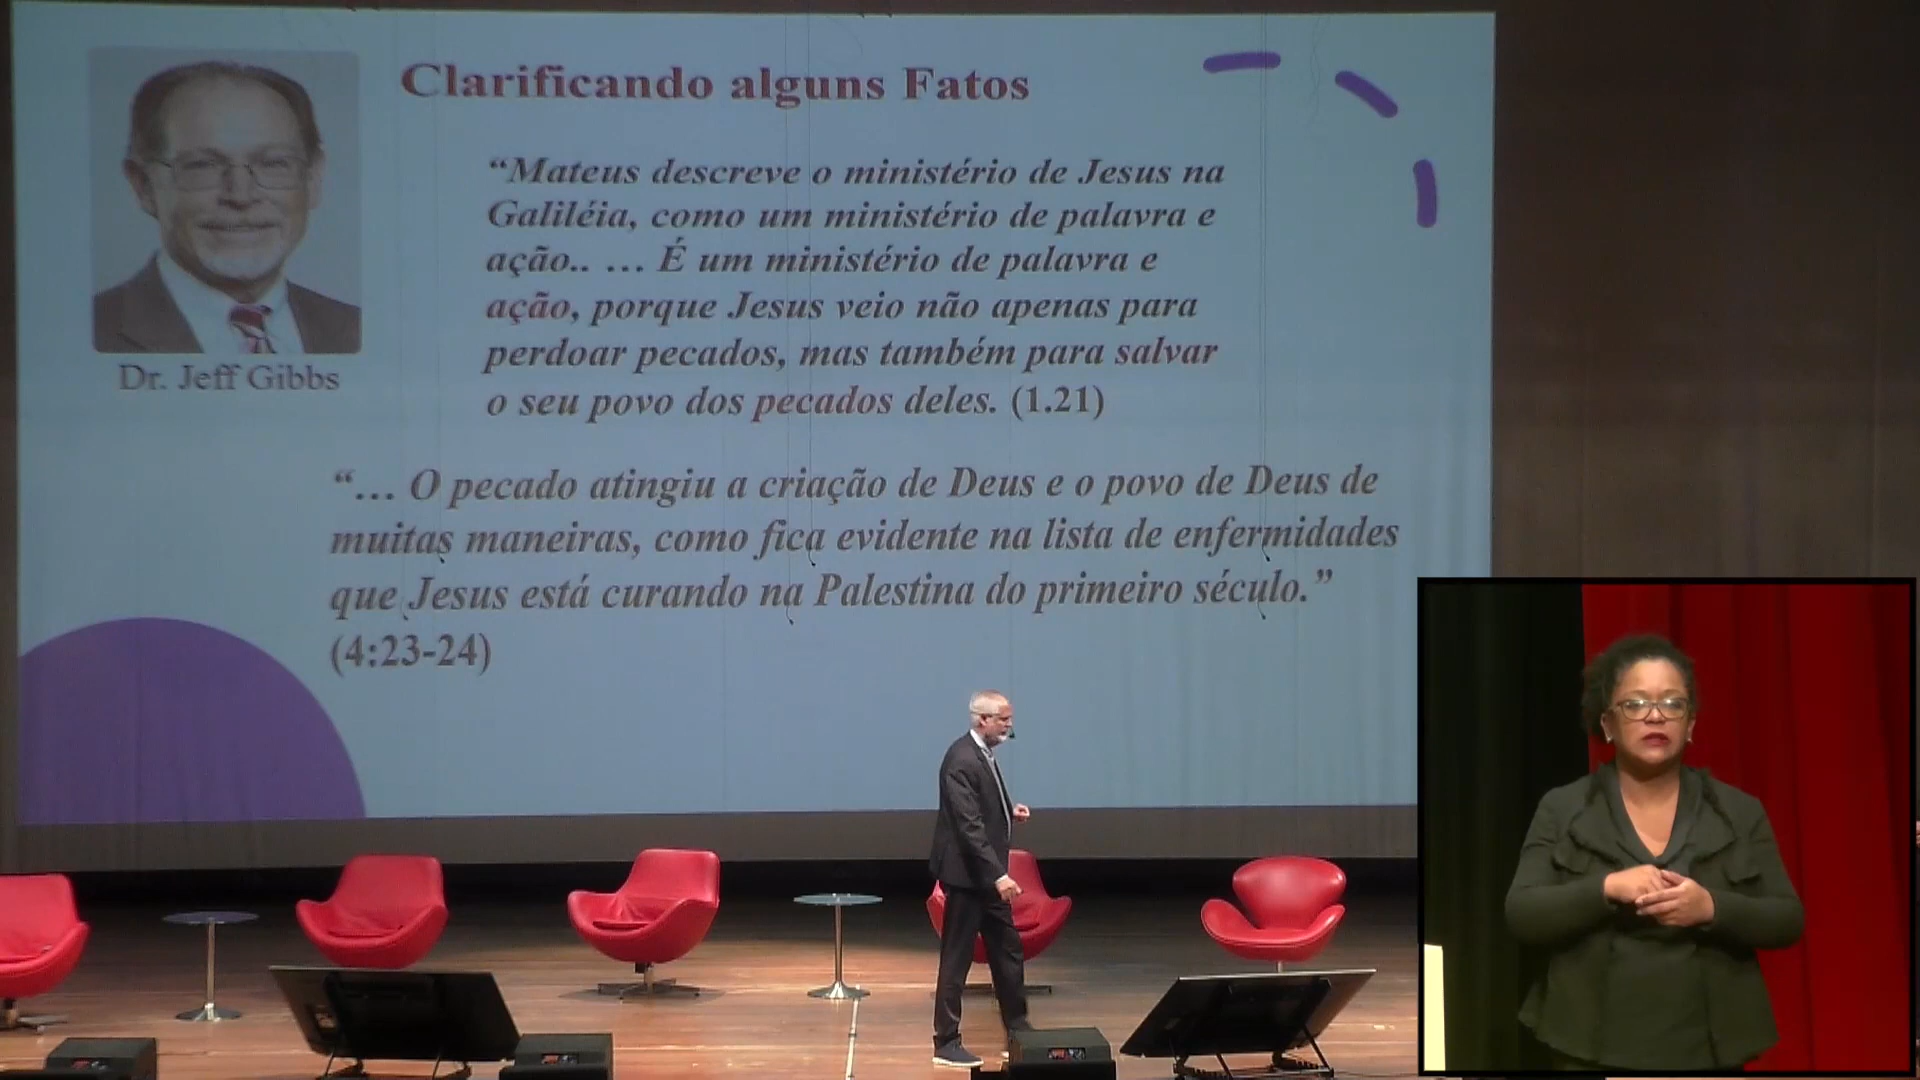 Clarificando alguns Fatos
“Mateus descreve o ministério de Jesus na
Galiléia, como um ministério de palavra e
ação.. ... É um ministério de palavra e
ação, porque Jesus veio não apenas para
perdoar pecados, mas também para salvar
o seu povo dos pecados deles. (1.21)
Dr. Jeff Gibbs
“... O pecado atingiu a criação de Deus e o povo de Deus de
muitas maneiras, como fica evidente na lista de enfermidades
que Jesus está curando na Palestina do primeiro século.”
(4:23-24)